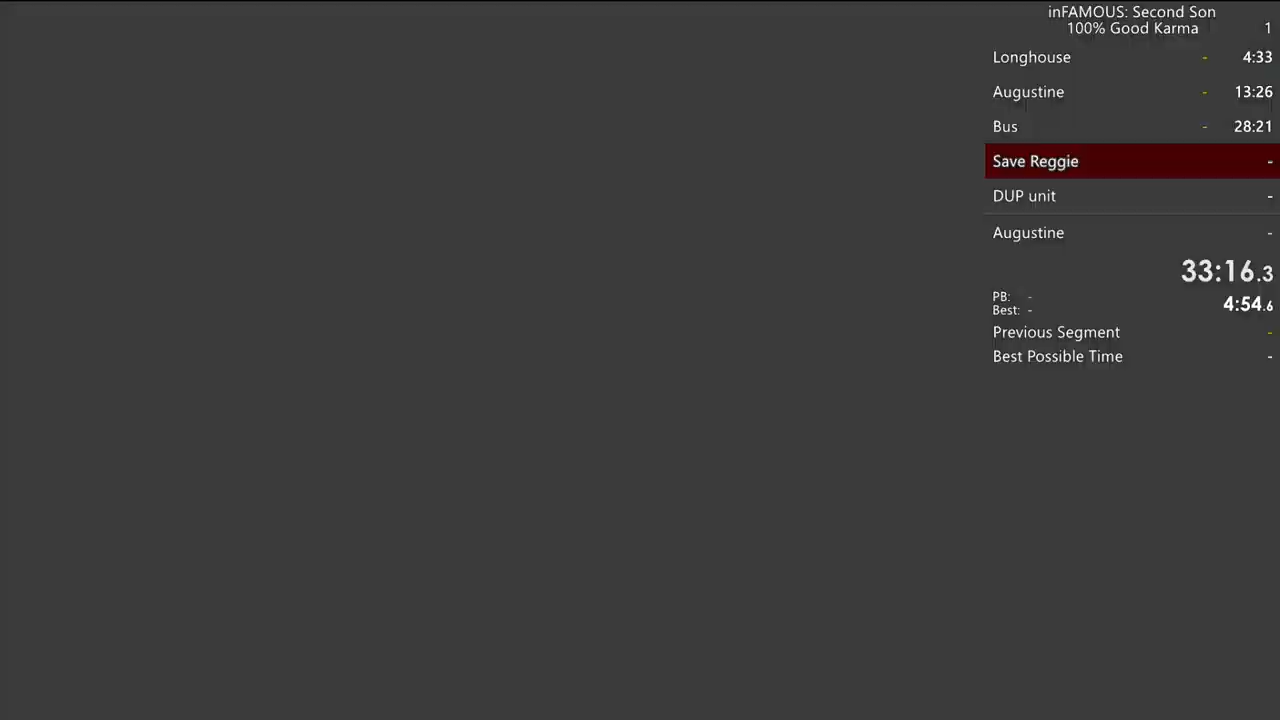 inFAMOUS: Second Son
100% Good Karma 1
Longhouse - 4:33
Augustine - 13:26
Bus - 28:21
Save Reggie -
DUP unit -
Augustine -
33:16.3
PB: -
Best: - 4:54.6
Previous Segment -
Best Possible Time -